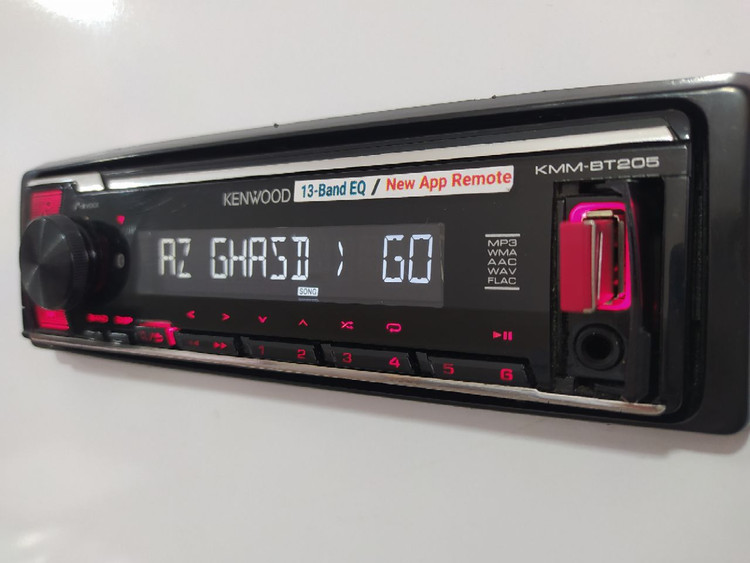 KENWOOD
13-Band EQ / New App Remote
KMM-BT205
AZ GHASD > GO
SONG
MP3
WMA
AAC
WAV
FLAC
1 2 3 4 5 6